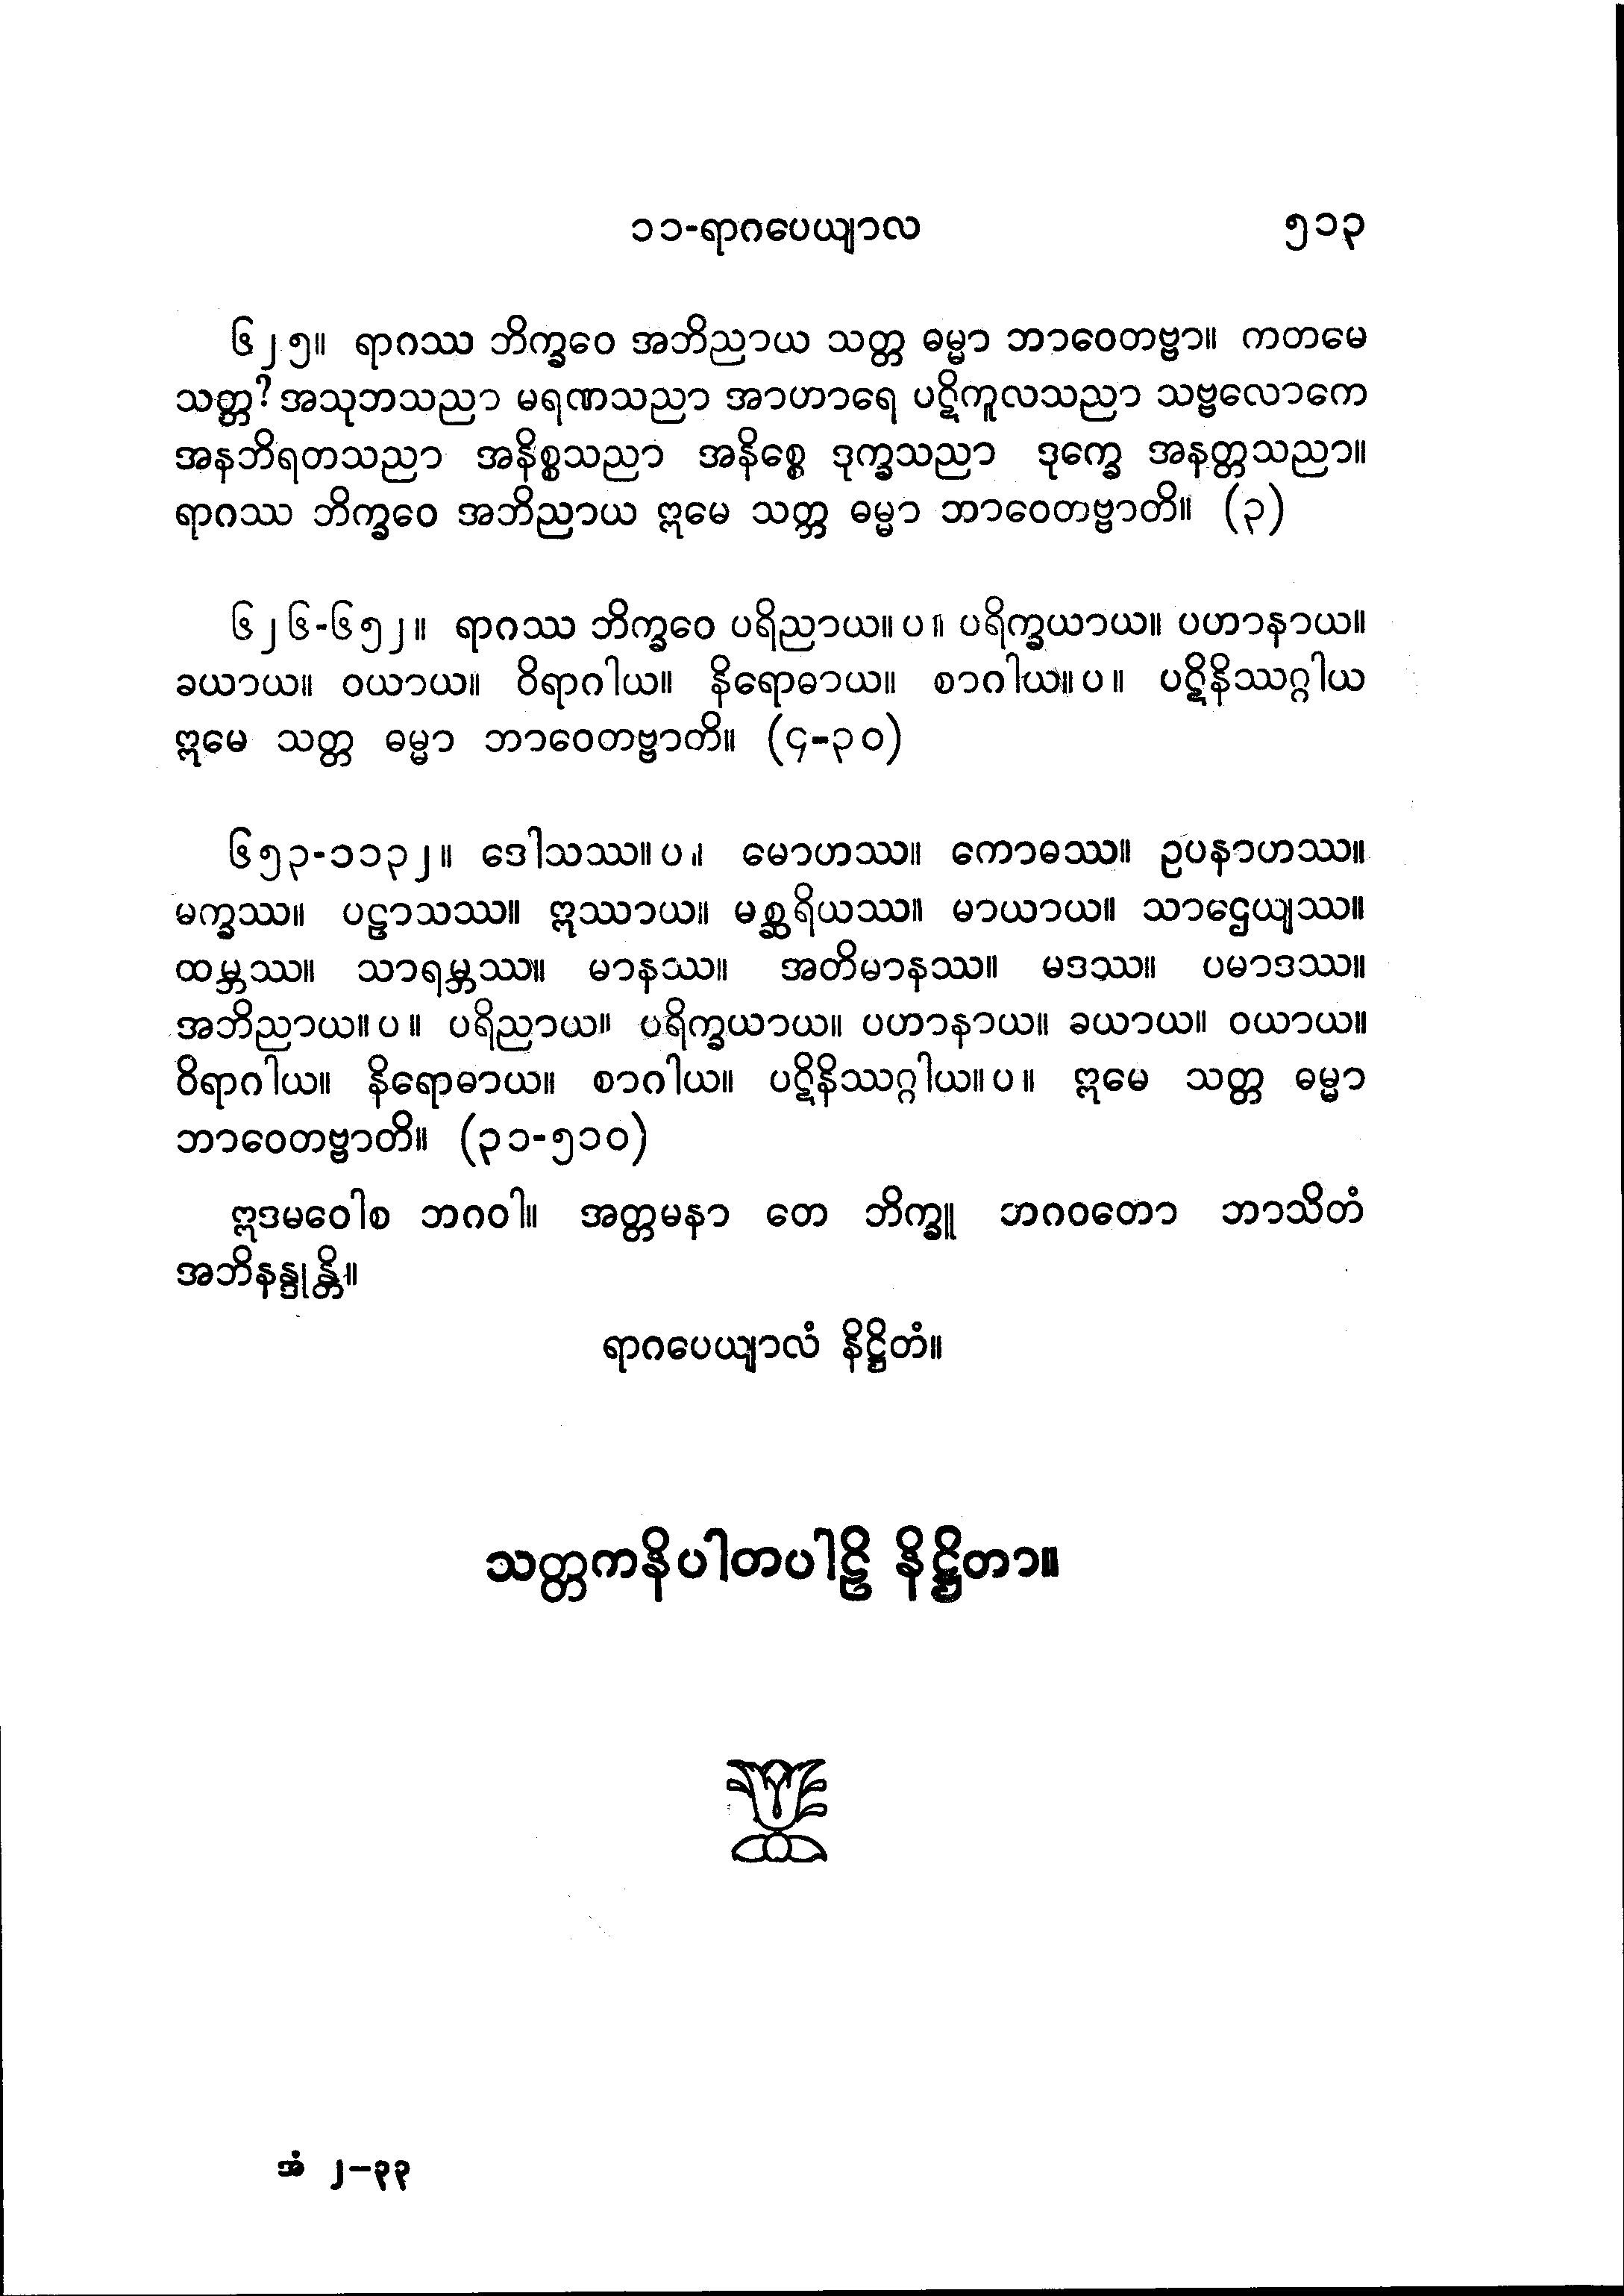 ၁၁-ရာဂပေယျာလ ၅၁၃
၆၂၅။ ရာဂဿ ဘိက္ခဝေ အဘိညာယ သတ္တ ဓမ္မာ ဘာဝေတဗ္ဗာ။ ကတမေ
သတ္တ? အသုဘသညာ မရဏသညာ အာဟာရေ ပဋိကူလသညာ သဗ္ဗလောကေ
အနဘိရတသညာ အနိစ္စသညာ အနိစ္စေ ဒုက္ခသညာ ဒုက္ခေ အနတ္တသညာ။
ရာဂဿ ဘိက္ခဝေ အဘိညာယ ဣမေ သတ္တ ဓမ္မာ ဘာဝေတဗ္ဗာတိ။ (၃)
၆၂၆-၆၅၂။ ရာဂဿ ဘိက္ခဝေ ပရိညာယ။ပ။ ပရိက္ခယာယ။ ပဟာနာယ။
ခယာယ။ ဝယာယ။ ဝိရာဂါယ။ နိရောဓာယ။ စာဂါယ။ပ။ ပဋိနိဿဂ္ဂါယ
ဣမေ သတ္တ ဓမ္မာ ဘာဝေတဗ္ဗာတိ။ (၄-၃၀)
၆၅၃-၁၁၃၂။ ဒေါသဿ။ပ။ မောဟဿ။ ကောဓဿ။ ဥပနာဟဿ။
မက္ခဿ။ ပဠာသဿ။ ဣဿာယ။ မစ္ဆရိယဿ။ မာယာယ။ သာဌေယျဿ။
ထမ္ဘဿ။ သာရမ္ဘဿ။ မာနဿ။ အတိမာနဿ။ မဒဿ။ ပမာဒဿ။
အဘိညာယ။ပ။ ပရိညာယ။ ပရိက္ခယာယ။ ပဟာနာယ။ ခယာယ။ ဝယာယ။
ဝိရာဂါယ။ နိရောဓာယ။ စာဂါယ။ ပဋိနိဿဂ္ဂါယ။ပ။ ဣမေ သတ္တ ဓမ္မာ
ဘာဝေတဗ္ဗာတိ။ (၃၁-၅၁၀)
ဣဒမဝေါစ ဘဂဝါ။ အတ္တမနာ တေ ဘိက္ခူ ဘဂဝတော ဘာသိတံ
အဘိနန္ဒုန္တိ။
ရာဂပေယျာလံ နိဋ္ဌိတံ။
သတ္တကနိပါတပါဠိ နိဋ္ဌိတာ။
အံ ၂-၃၃